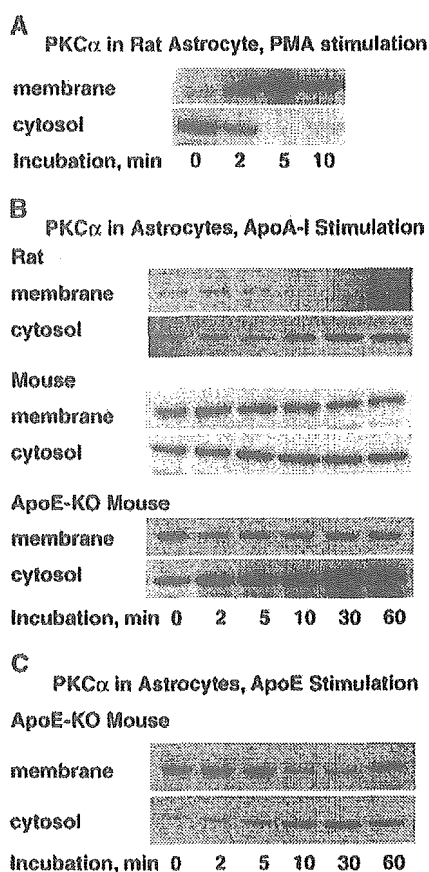 A
PKCα in Rat Astrocyte, PMA stimulation
membrane
cytosol
Incubation, min 0 2 5 10
B
PKCα in Astrocytes, ApoA-I Stimulation
Rat
membrane
cytosol
Mouse
membrane
cytosol
ApoE-KO Mouse
membrane
cytosol
Incubation, min 0 2 5 10 30 60
C
PKCα in Astrocytes, ApoE Stimulation
ApoE-KO Mouse
membrane
cytosol
Incubation, min 0 2 5 10 30 60